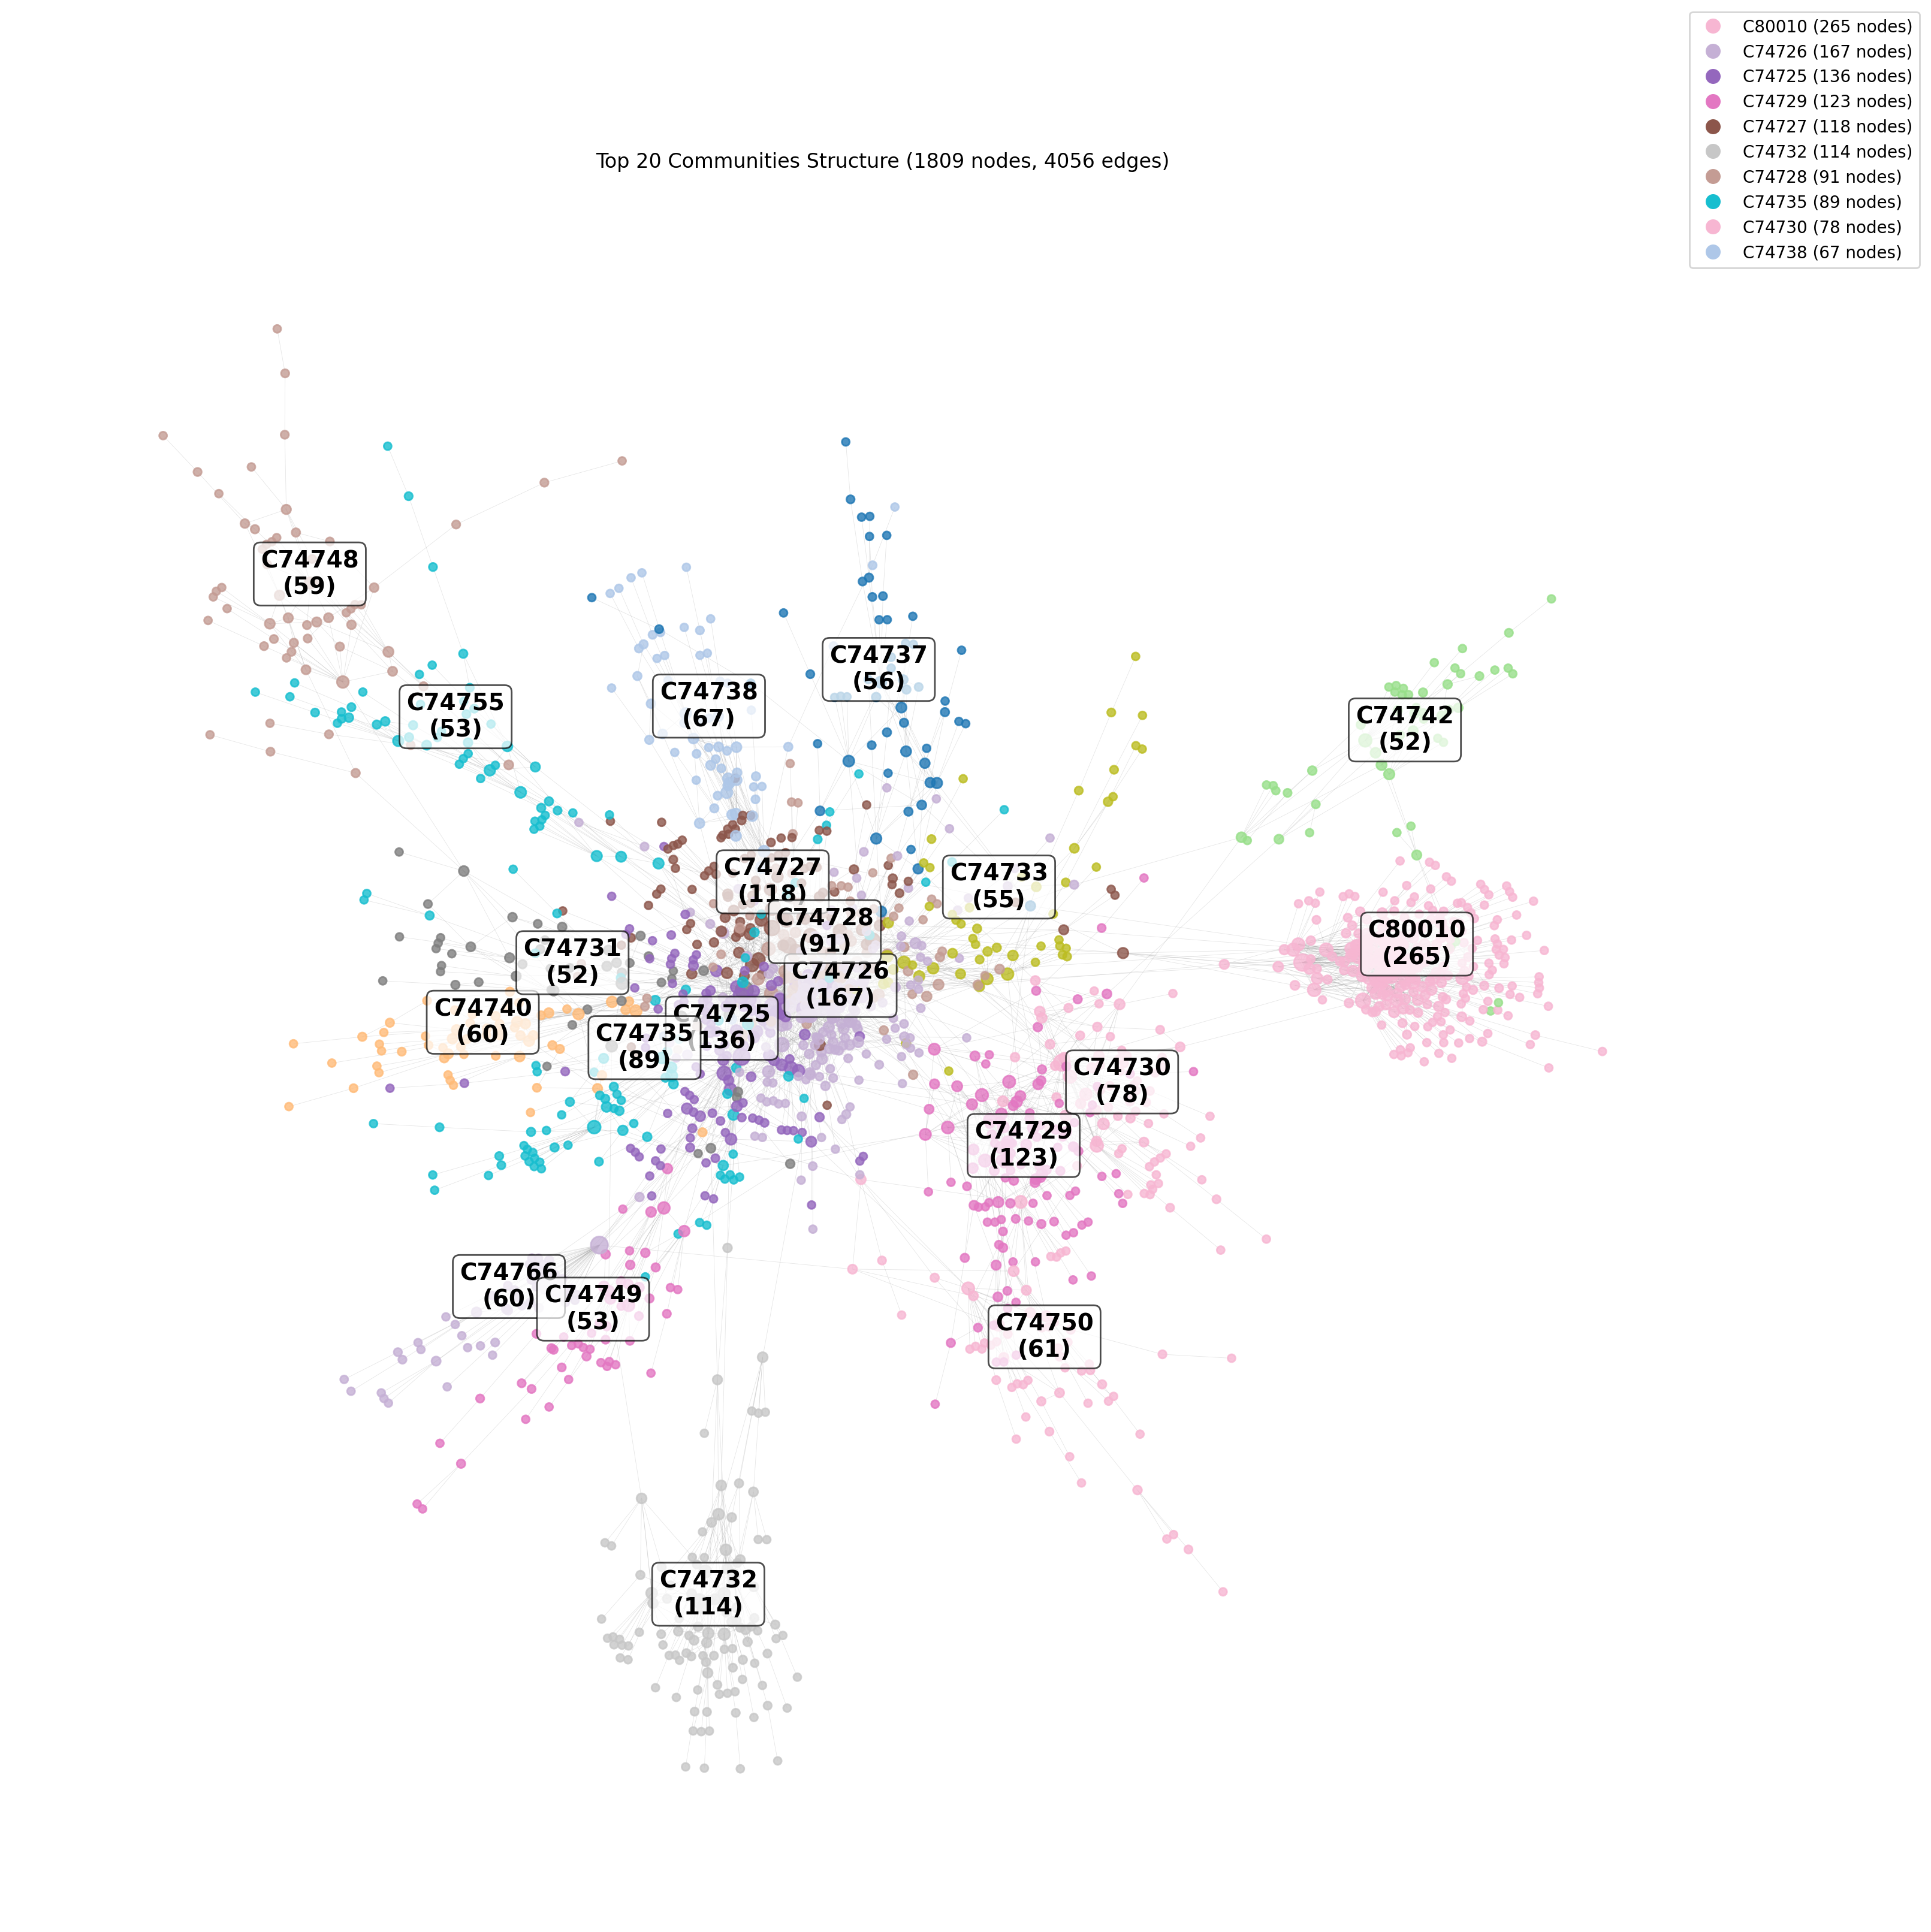 C80010 (265 nodes)
C74726 (167 nodes)
C74725 (136 nodes)
C74729 (123 nodes)
C74727 (118 nodes)
C74732 (114 nodes)
C74728 (91 nodes)
C74735 (89 nodes)
C74730 (78 nodes)
C74738 (67 nodes)
Top 20 Communities Structure (1809 nodes, 4056 edges)
C74748
(59)
C74755
(53)
C74738
(67)
C74737
(56)
C74742
(52)
C74727
(118)
C74733
(55)
C74728
(91)
C80010
(265)
C74731
(52)
C74726
(167)
C74740
(60)
C74725
(136)
C74735
(89)
C74730
(78)
C74729
(123)
C74766
(60)
C74749
(53)
C74750
(61)
C74732
(114)